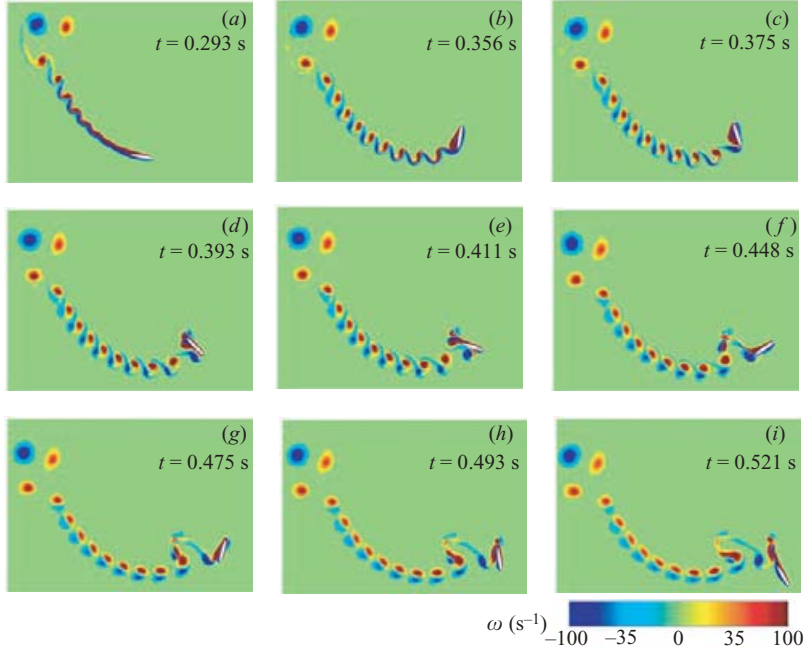 (a)
t = 0.293 s
(b)
t = 0.356 s
(c)
t = 0.375 s
(d)
t = 0.393 s
(e)
t = 0.411 s
(f)
t = 0.448 s
(g)
t = 0.475 s
(h)
t = 0.493 s
(i)
t = 0.521 s
ω (s⁻¹)
–100 –35 0 35 100